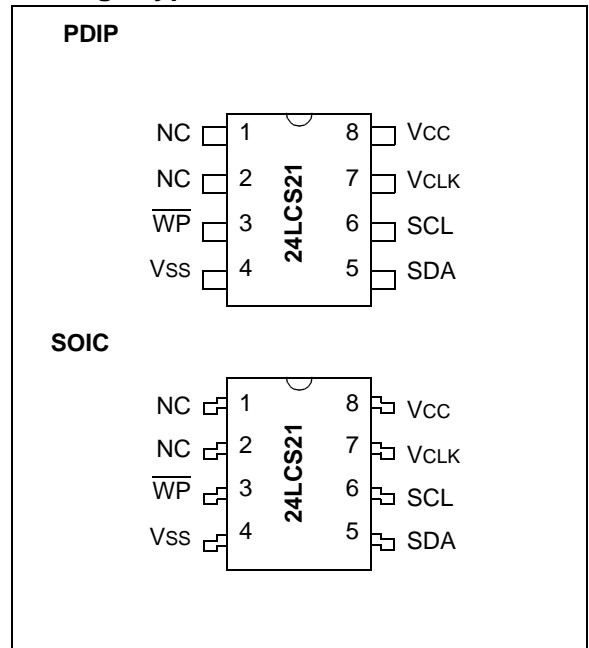 PDIP
NC 1 8 VCC
NC 2 7 VCLK
WP 3 6 SCL
VSS 4 5 SDA
24LCS21
SOIC
NC 1 8 VCC
NC 2 7 VCLK
WP 3 6 SCL
VSS 4 5 SDA
24LCS21